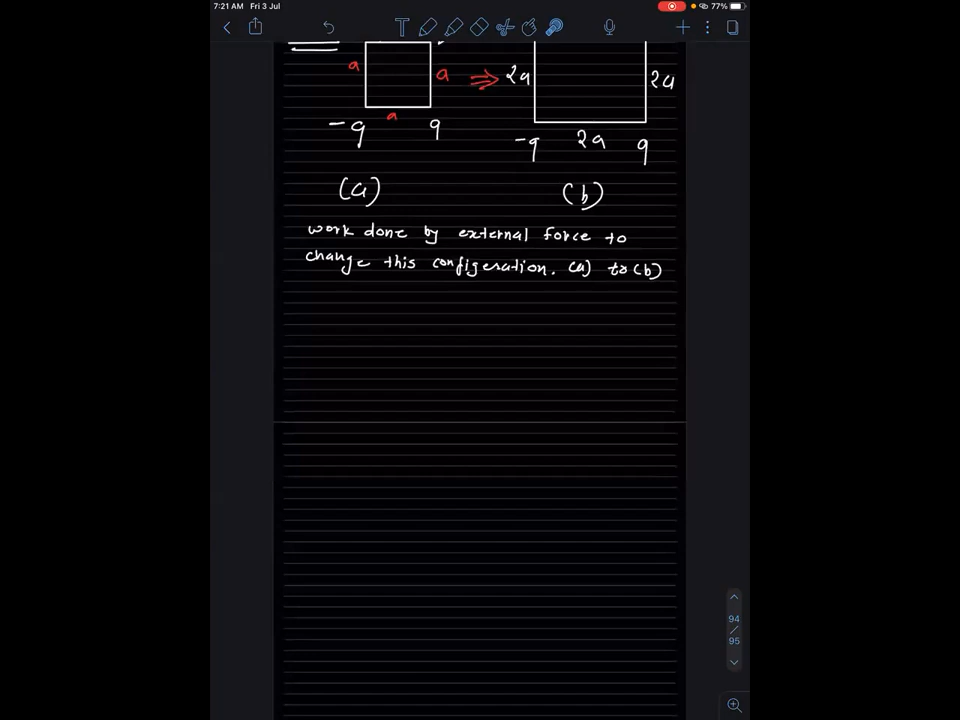 7:21 AM Fri 3 Jul 77%
a a ⇒ 2a 2a
a
-q q -q 2a q
(a) (b)
work done by external force to
change this configeration. (a) to (b)
94
/
95